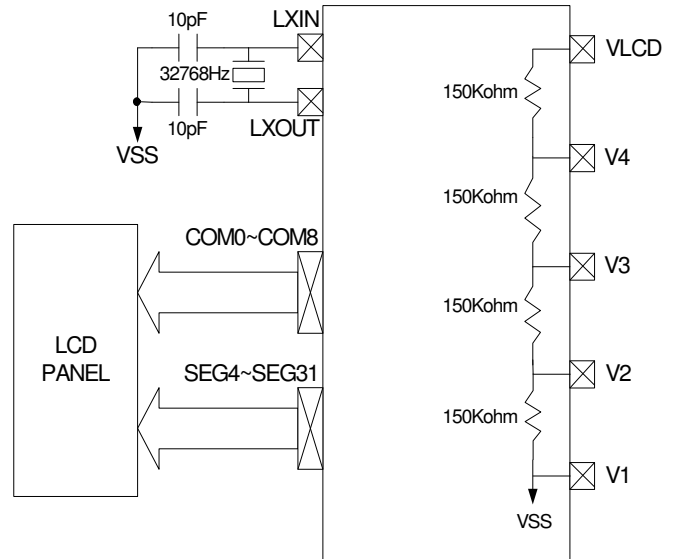 10pF
LXIN
32768Hz
10pF
LXOUT
VSS
COM0~COM8
LCD
PANEL
SEG4~SEG31
VLCD
150Kohm
V4
150Kohm
V3
150Kohm
V2
150Kohm
V1
VSS